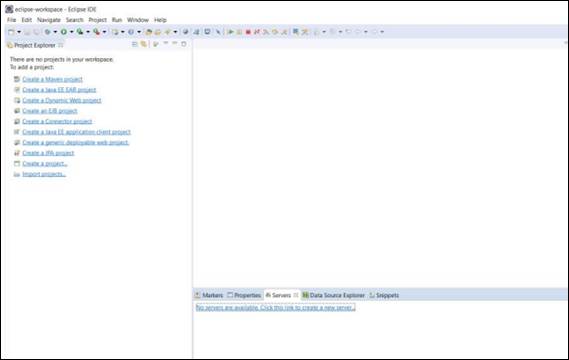 eclipse-workspace - Eclipse IDE
File Edit Navigate Search Project Run Window Help
Project Explorer
There are no projects in your workspace.
To add a project:
Create a Maven project
Create a Java EE EAR project
Create a Dynamic Web project
Create an EJB project
Create a Connector project
Create a Java EE application client project
Create a generic deployable web project.
Create a JPA project
Create a project...
Import projects...
Markers Properties Servers Data Source Explorer Snippets
No servers are available. Click this link to create a new server...